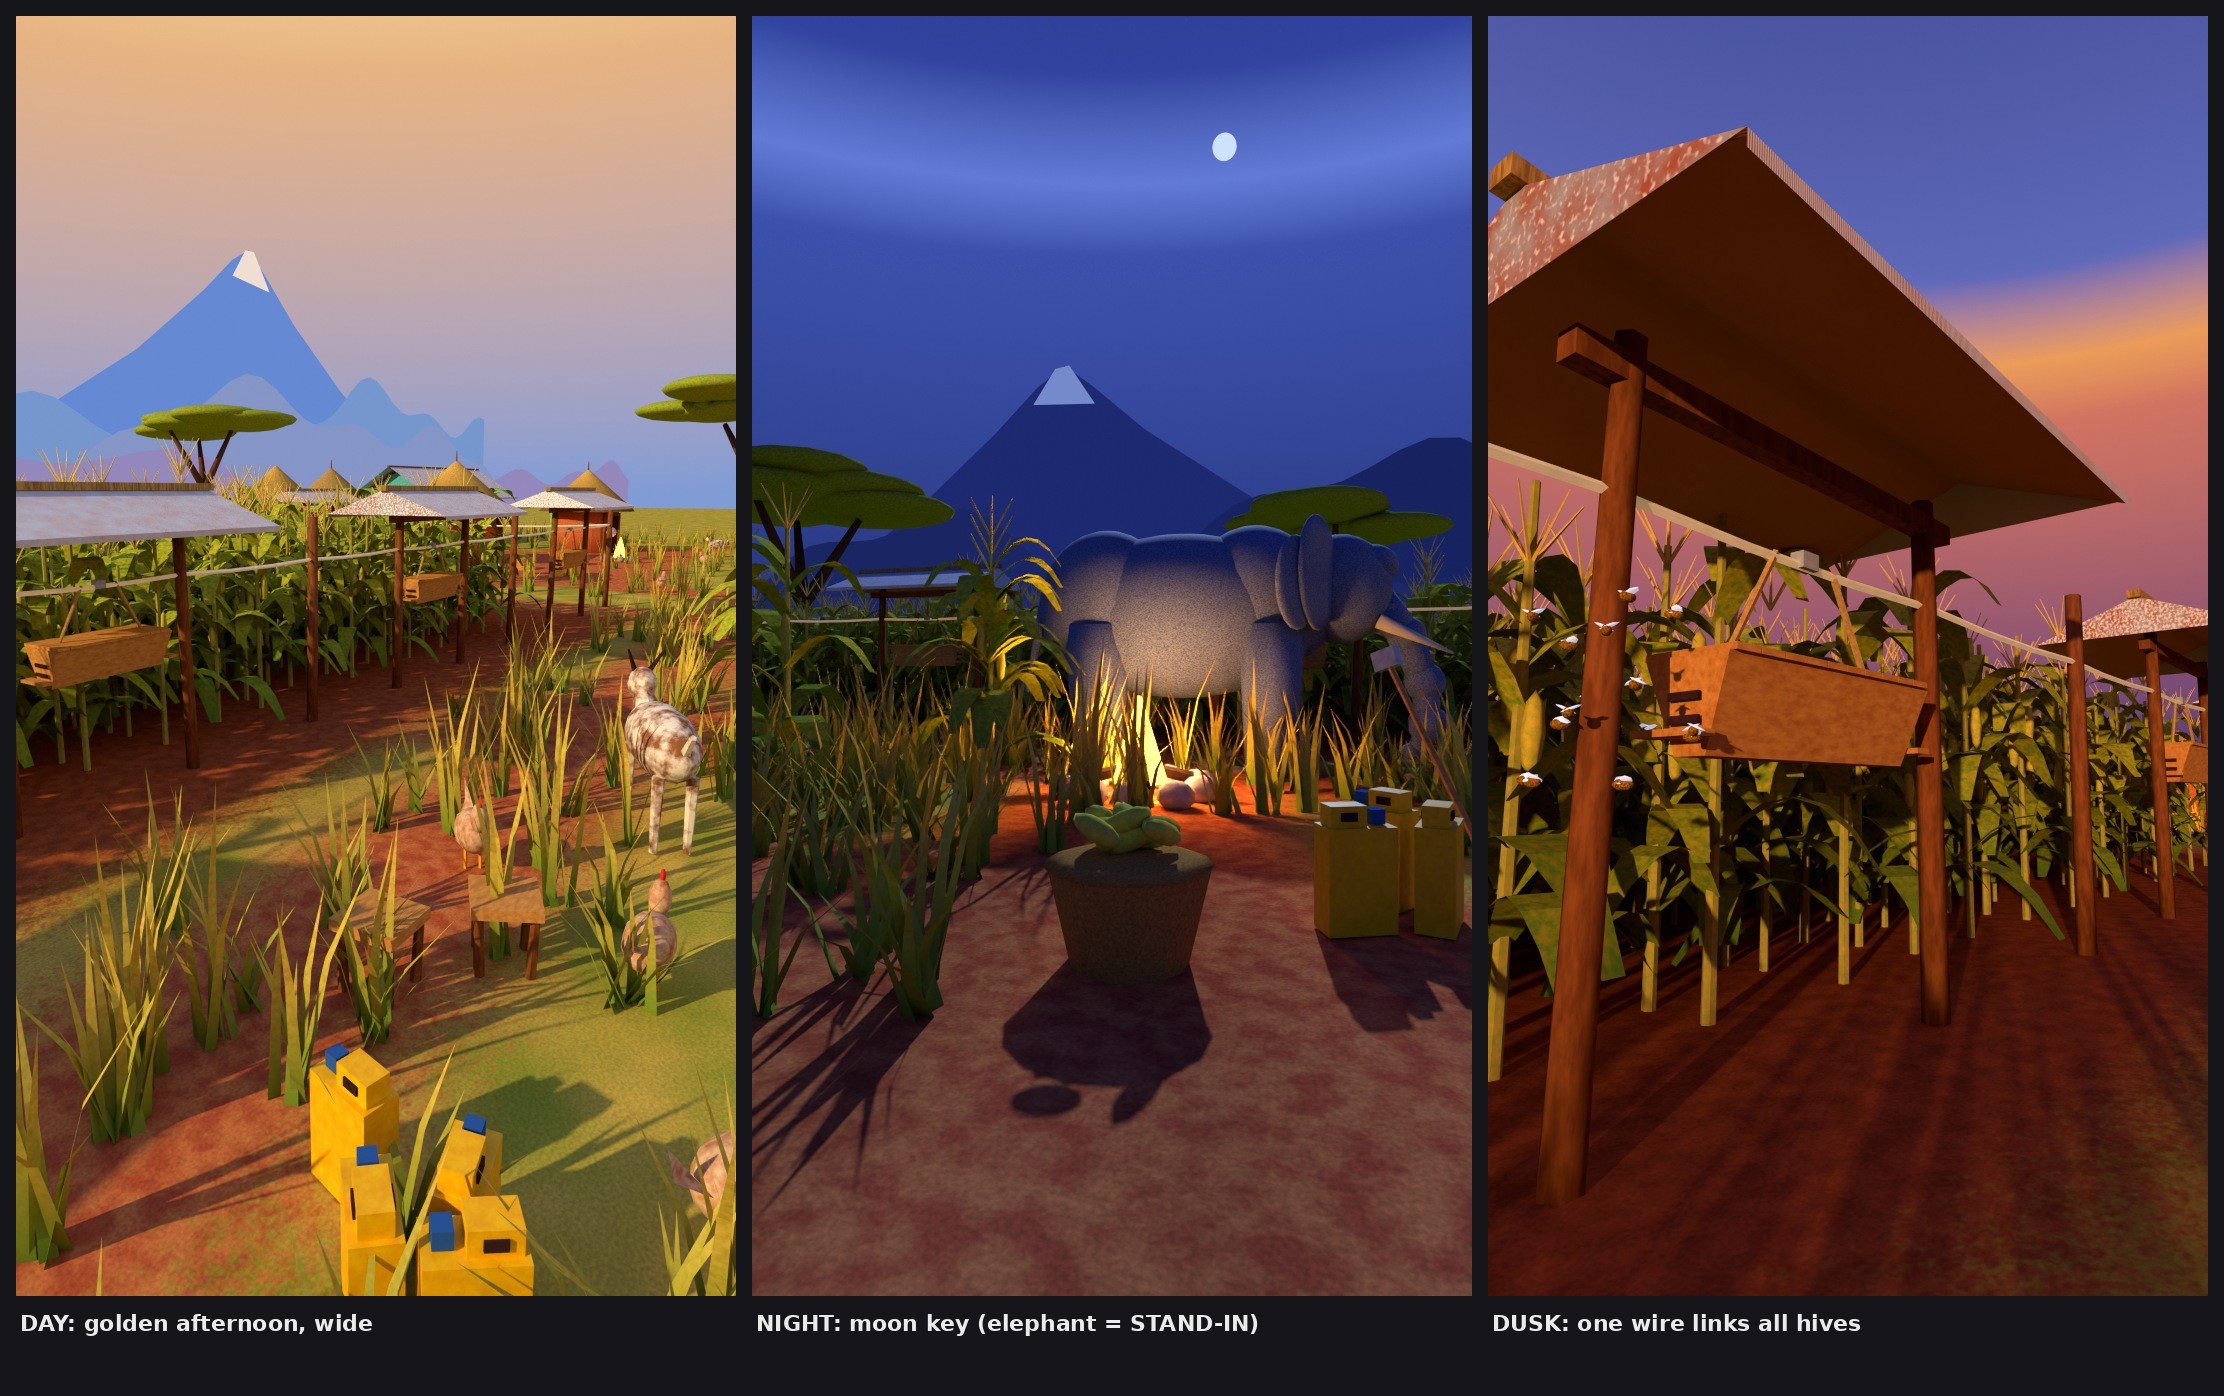 DAY: golden afternoon, wide
NIGHT: moon key (elephant = STAND-IN)
DUSK: one wire links all hives